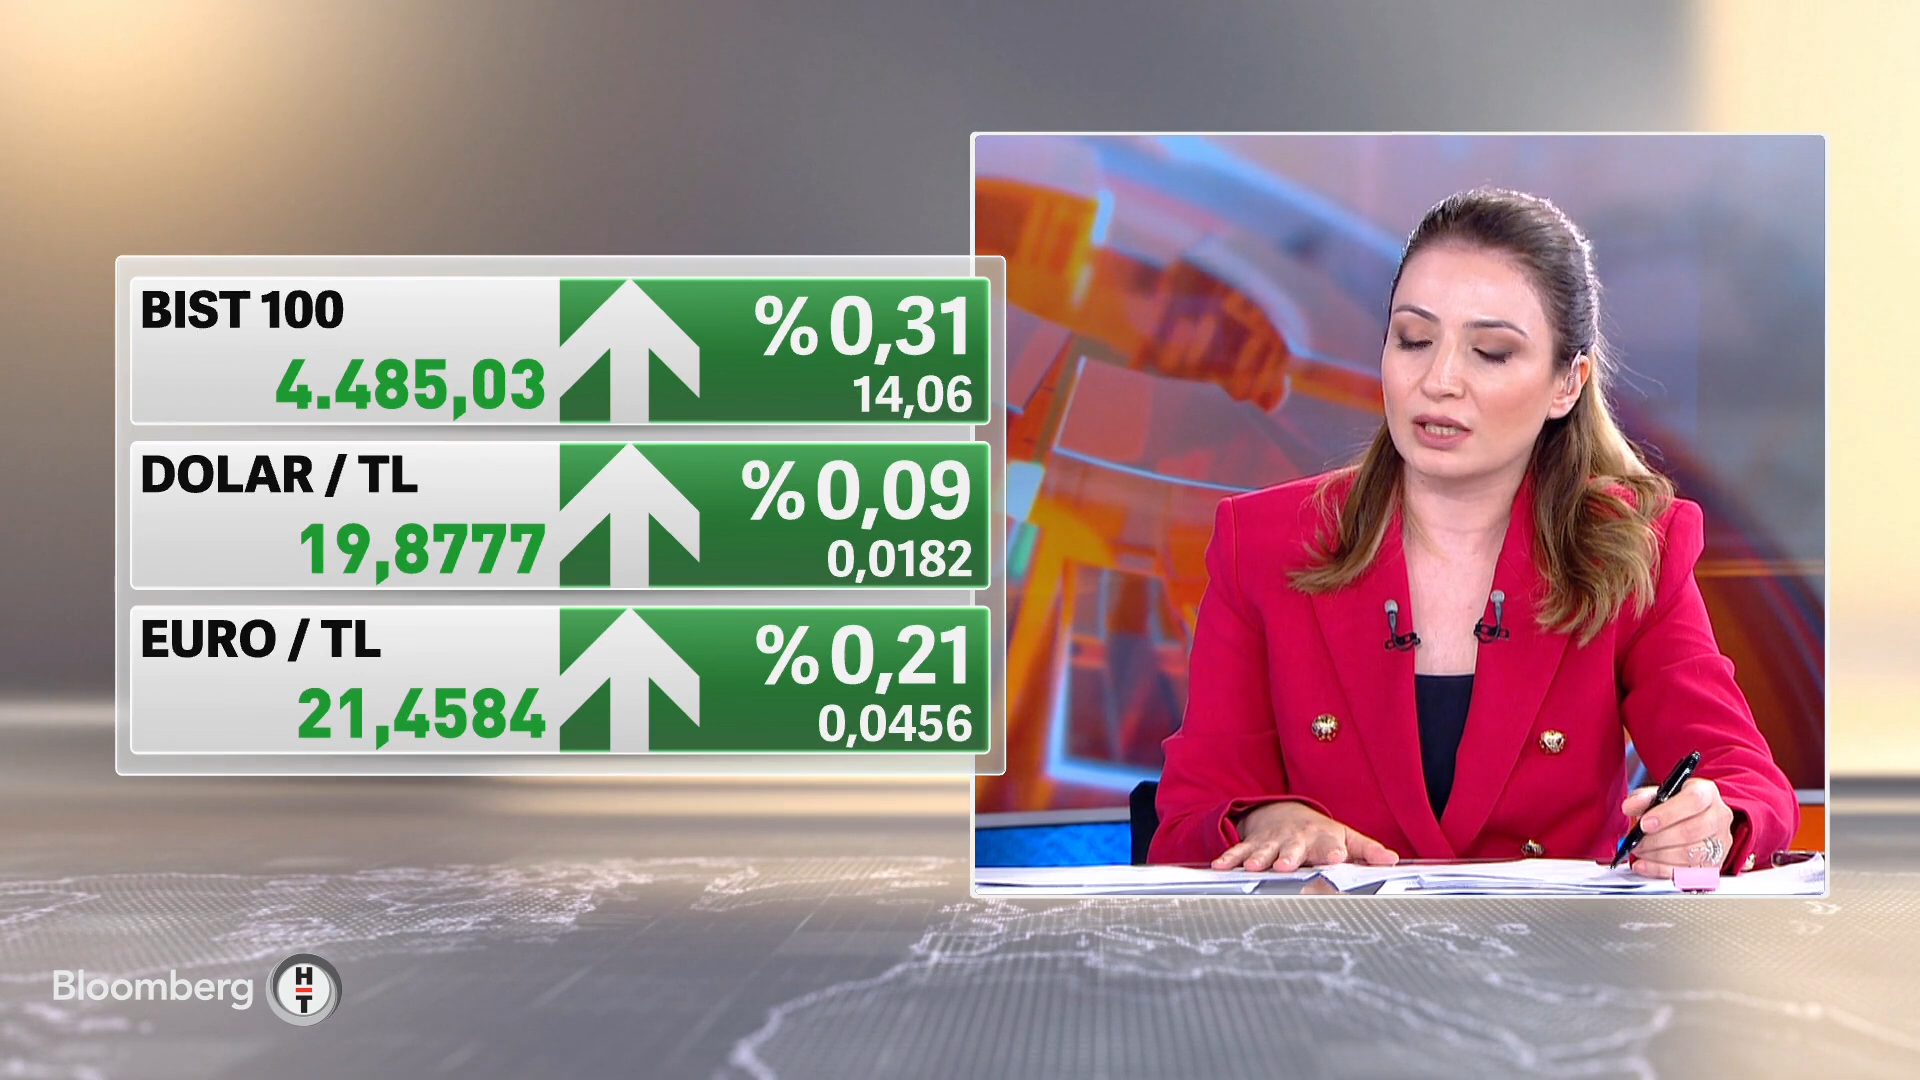 BIST 100
4.485,03
%0,31
14,06
DOLAR / TL
19,8777
%0,09
0,0182
EURO / TL
21,4584
%0,21
0,0456
Bloomberg HT